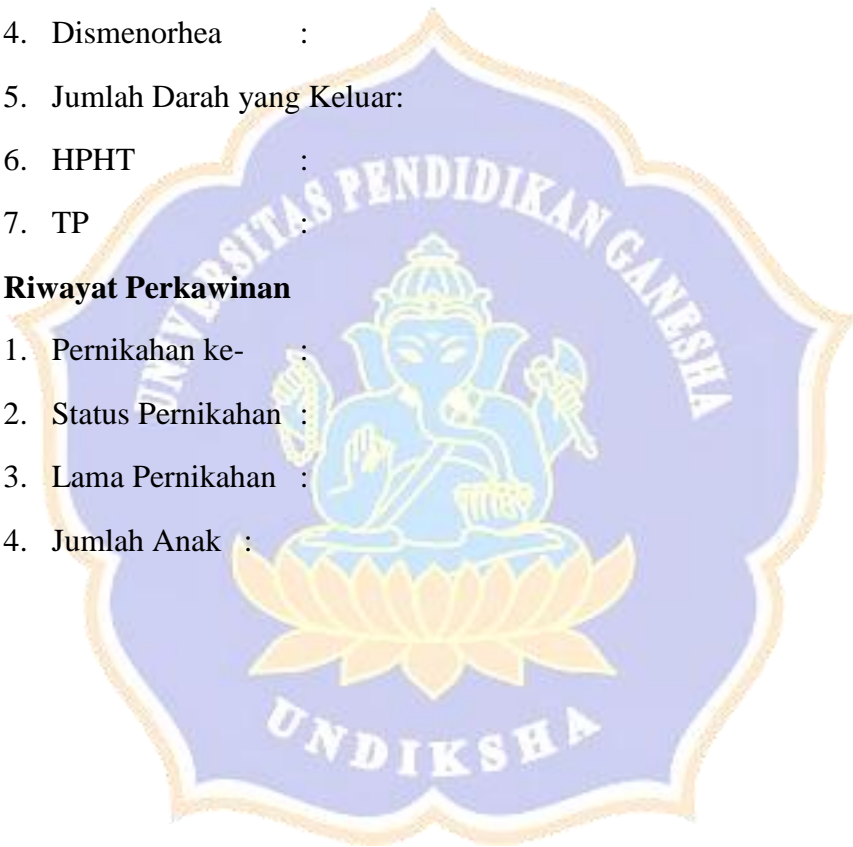 4. Dismenorhea :
5. Jumlah Darah yang Keluar:
6. HPHT :
7. TP :
Riwayat Perkawinan
1. Pernikahan ke- :
2. Status Pernikahan :
3. Lama Pernikahan :
4. Jumlah Anak :
UNIVERSITAS PENDIDIKAN GANESHA
UNDIKSHA